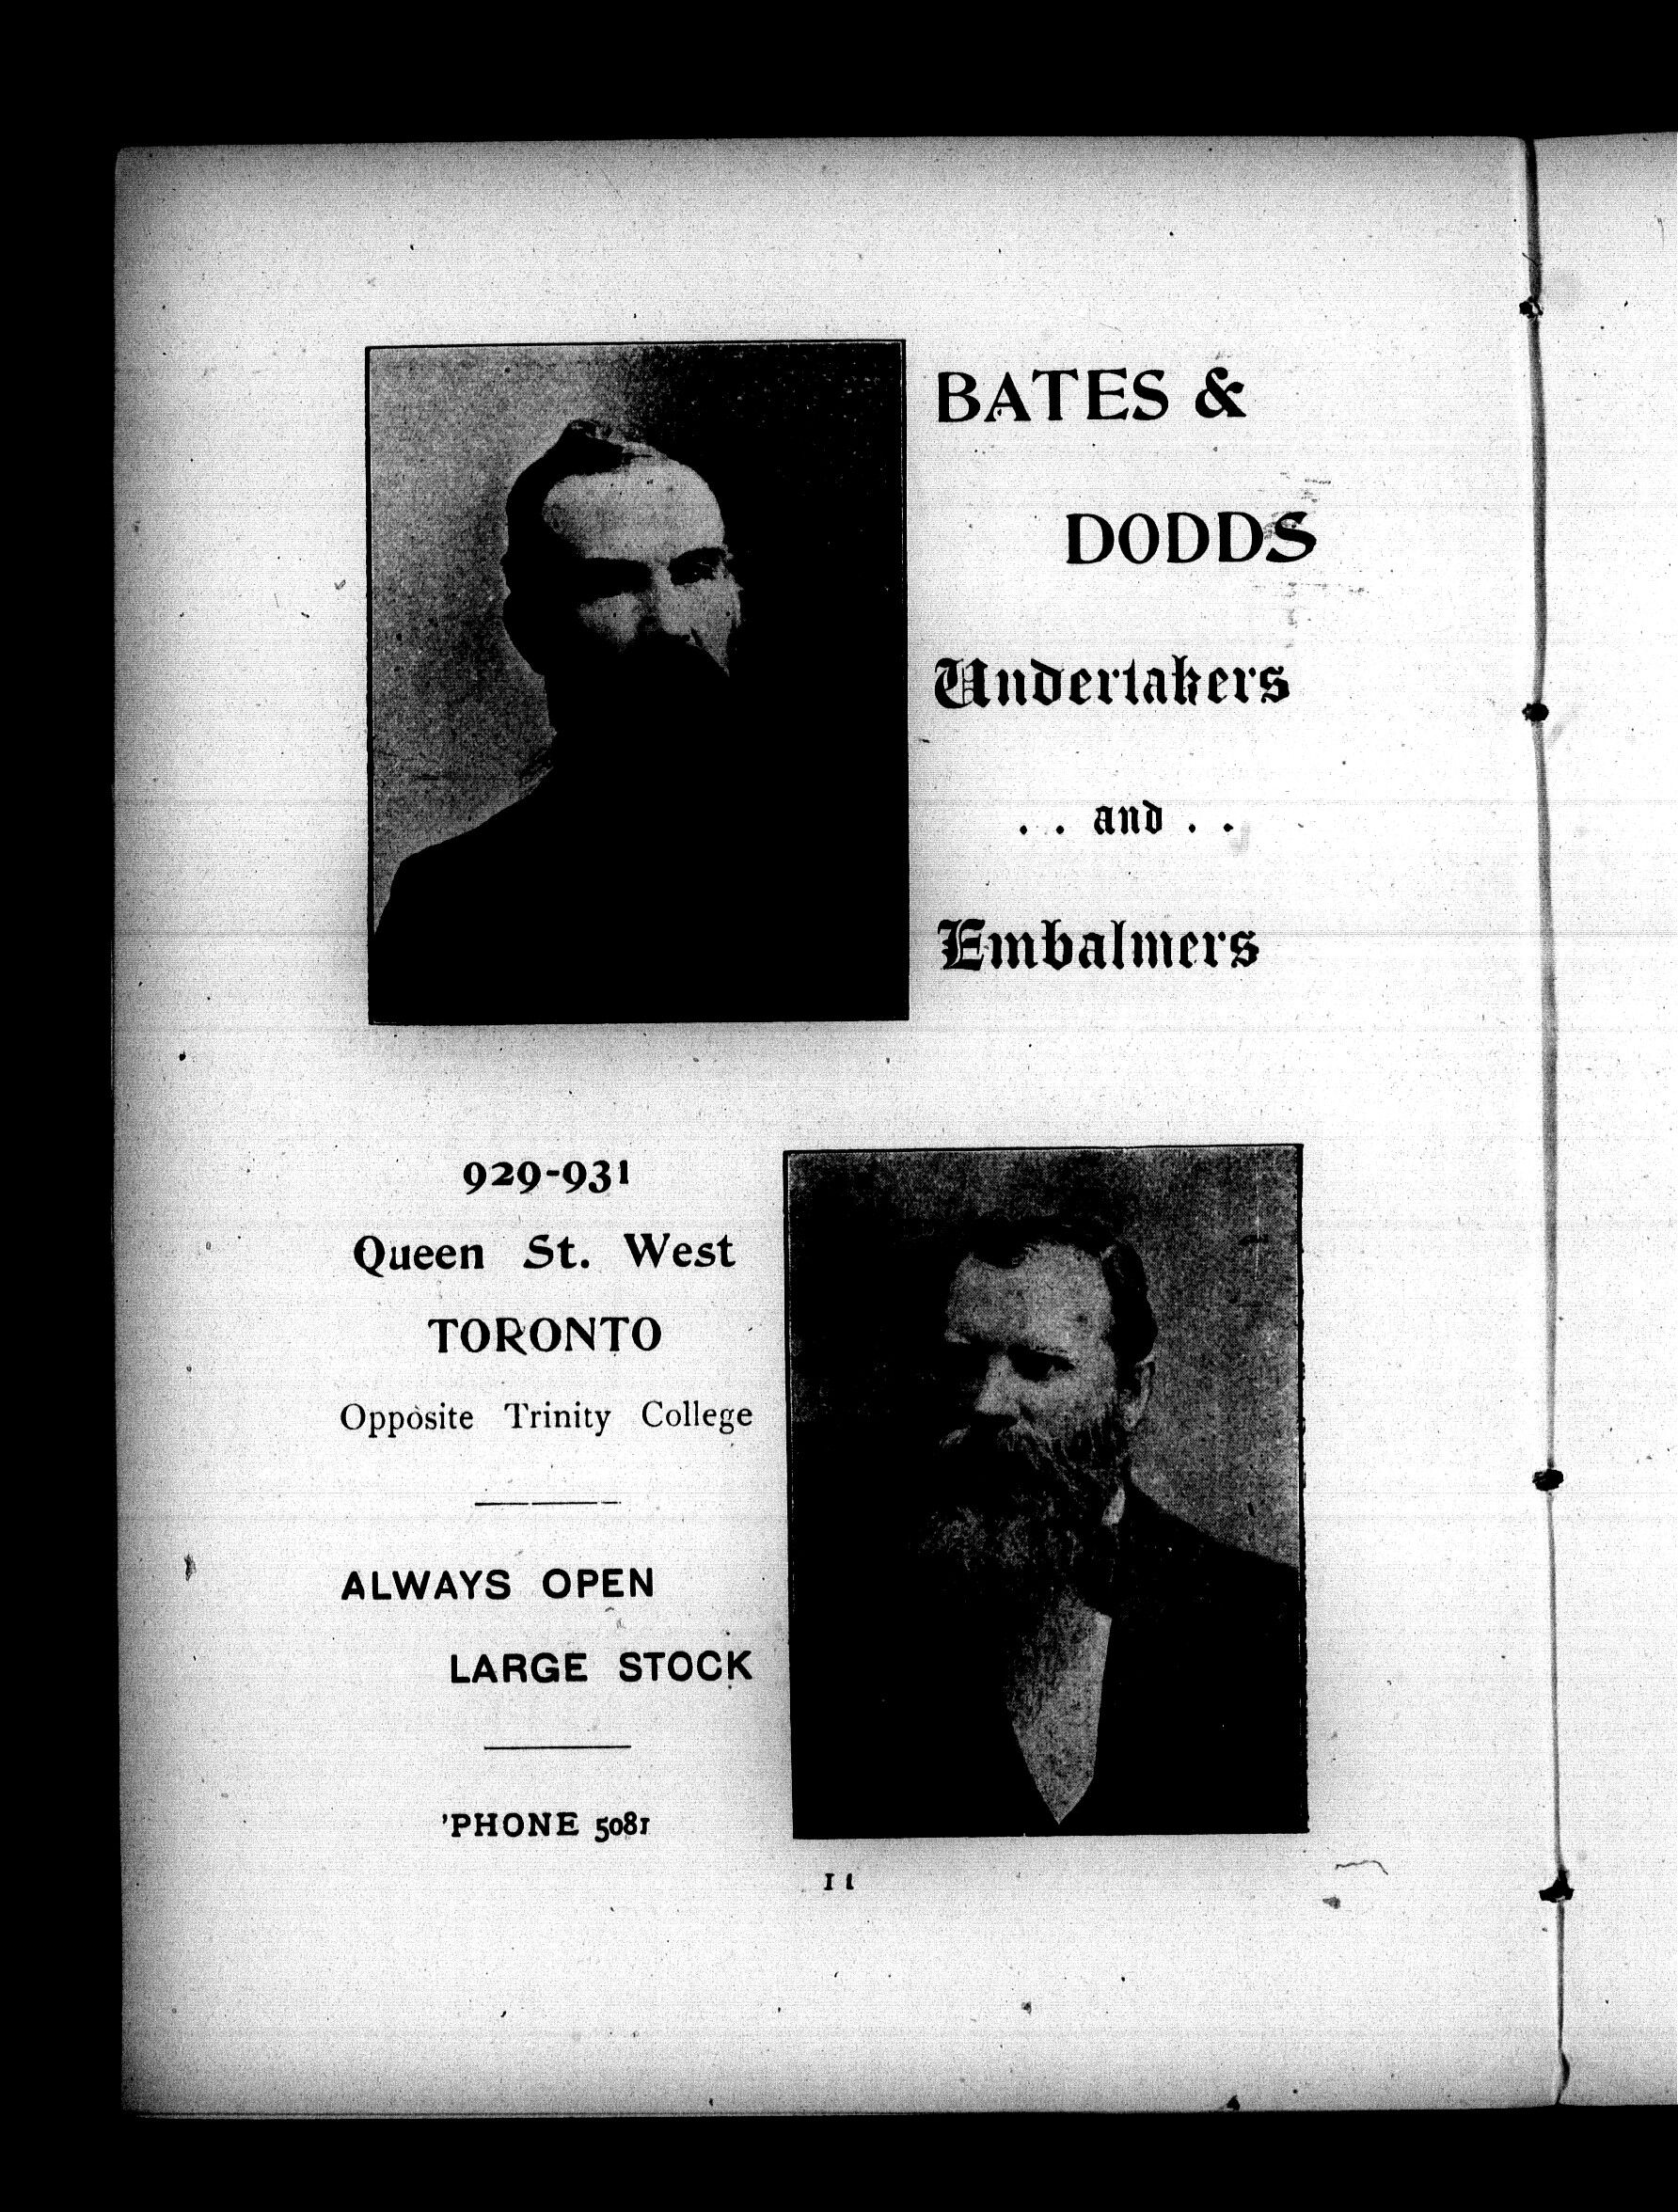 BATES &
DODDS
Undertakers
. . and . .
Embalmers
929-931
Queen St. West
TORONTO
Opposite Trinity College
ALWAYS OPEN
LARGE STOCK
'PHONE 5081
11